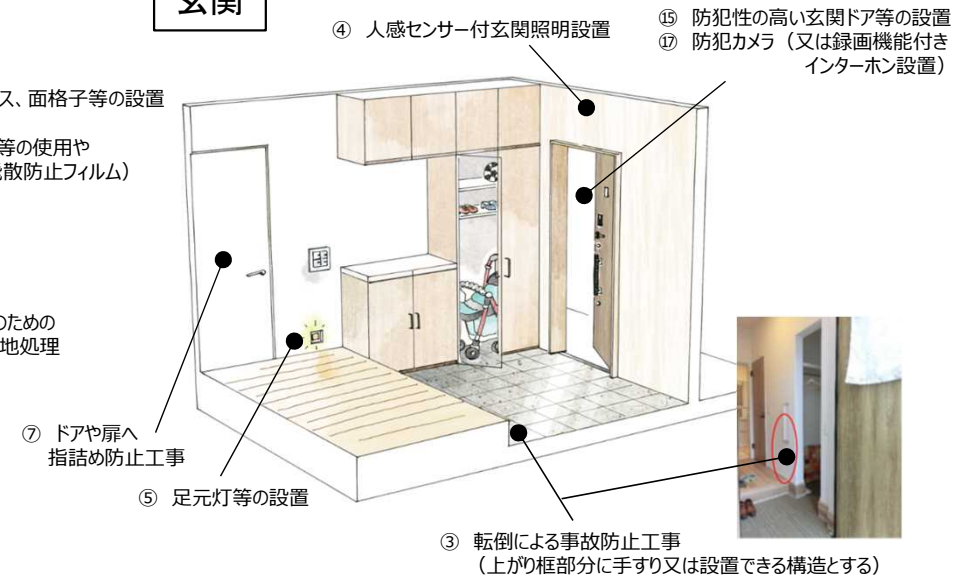 玄関
④ 人感センサー付玄関照明設置
⑮ 防犯性の高い玄関ドア等の設置
⑰ 防犯カメラ（又は録画機能付き
インターホン設置）
ス、面格子等の設置
等の使用や
飛散防止フィルム）
のための
地処理
⑦ ドアや扉へ
指詰め防止工事
⑤ 足元灯等の設置
③ 転倒による事故防止工事
（上がり框部分に手すり又は設置できる構造とする）